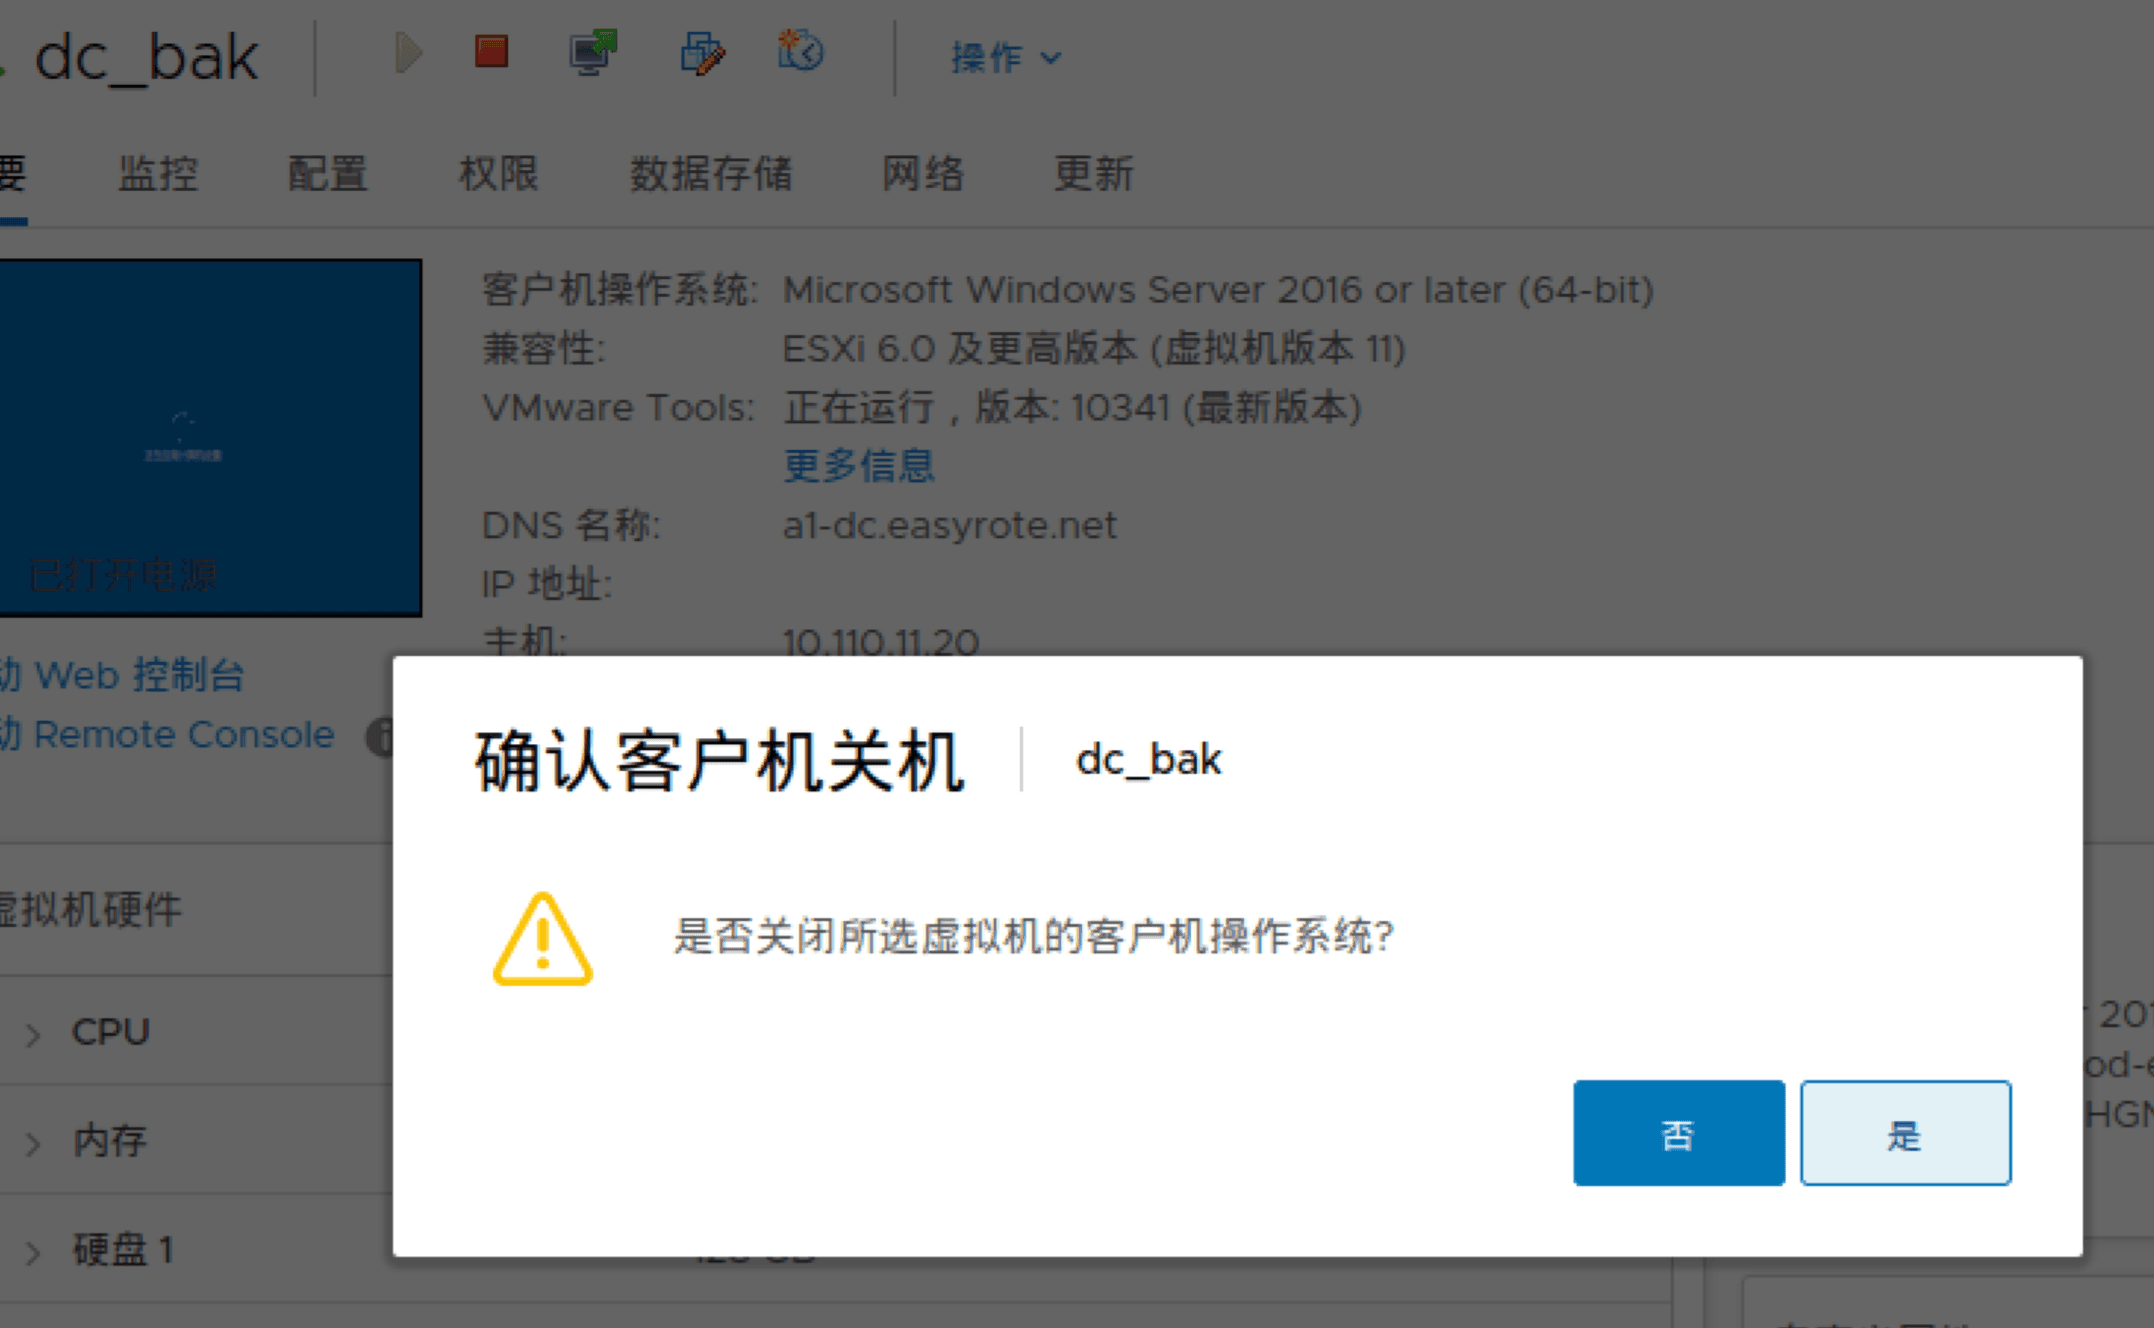 dc_bak
操作
要 监控 配置 权限 数据存储 网络 更新
客户机操作系统: Microsoft Windows Server 2016 or later (64-bit)
兼容性: ESXi 6.0 及更高版本 (虚拟机版本 11)
VMware Tools: 正在运行，版本: 10341 (最新版本)
更多信息
DNS 名称: a1-dc.easyrote.net
已打开电源
IP 地址:
主机: 10.110.11.20
动 Web 控制台
动 Remote Console
确认客户机关机 dc_bak
是否关闭所选虚拟机的客户机操作系统?
否 是
虚拟机硬件
CPU
内存
硬盘 1